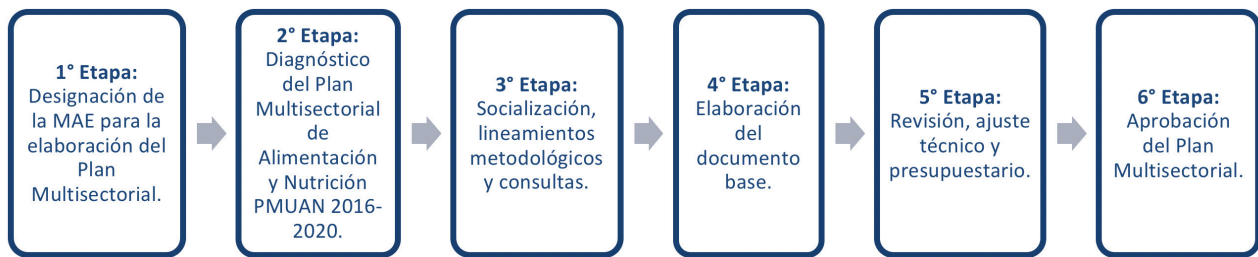 1° Etapa:
Designación de
la MAE para la
elaboración del
Plan
Multisectorial.
2° Etapa:
Diagnóstico
del Plan
Multisectorial
de
Alimentación
y Nutrición
PMUAN 2016-
2020.
3° Etapa:
Socialización,
lineamientos
metodológicos
y consultas.
4° Etapa:
Elaboración
del
documento
base.
5° Etapa:
Revisión, ajuste
técnico y
presupuestario.
6° Etapa:
Aprobación
del Plan
Multisectorial.